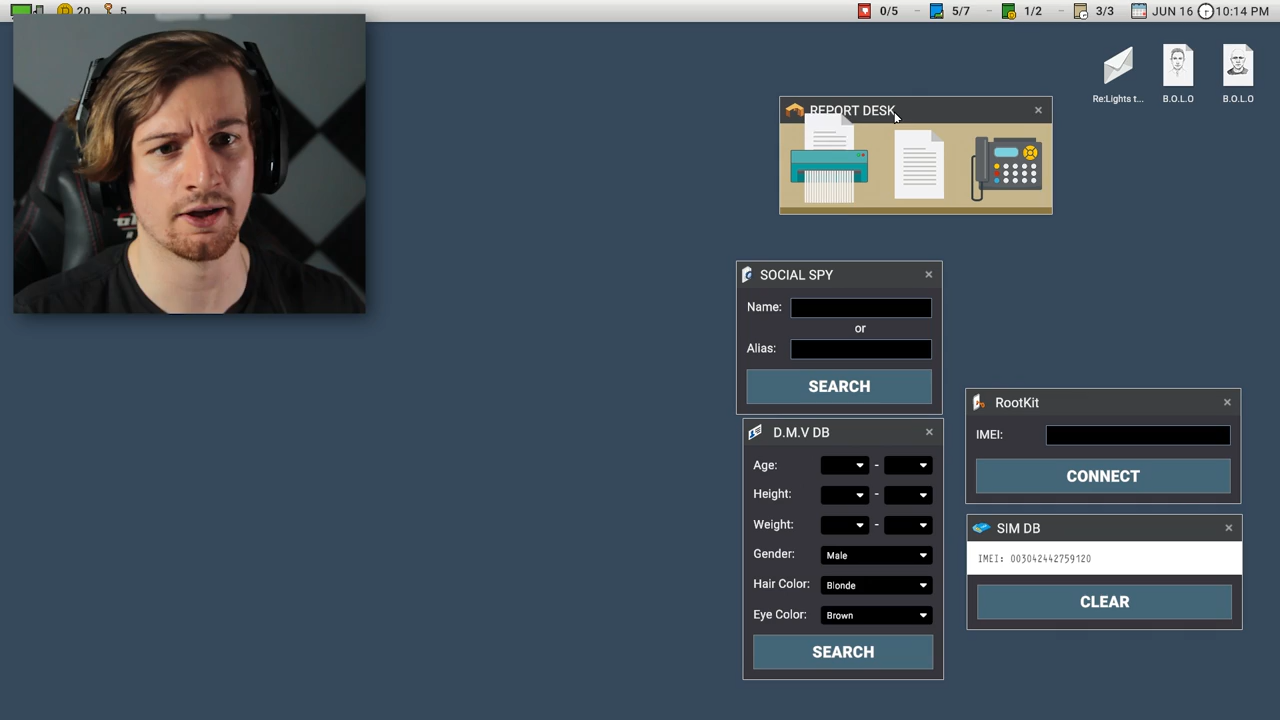 20
5
0/5
5/7
1/2
3/3
JUN 16
10:14 PM
Re:Lights t...
B.O.L.O
B.O.L.O
REPORT DESK
SOCIAL SPY
Name:
or
Alias:
SEARCH
D.M.V DB
Age:
-
Height:
-
Weight:
-
Gender:
Male
Hair Color:
Blonde
Eye Color:
Brown
SEARCH
RootKit
IMEI:
CONNECT
SIM DB
IMEI: 003042442759120
CLEAR